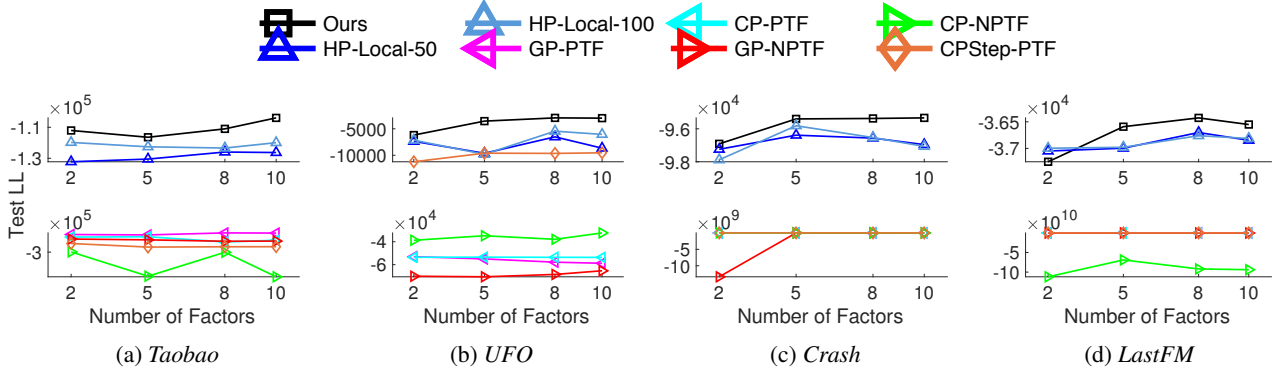 Ours HP-Local-100 CP-PTF CP-NPTF
HP-Local-50 GP-PTF GP-NPTF CPStep-PTF
Test LL
× 10^5
-1.1
-1.3
2 5 8 10
× 10^5
-3
2 5 8 10
Number of Factors
(a) Taobao
-5000
-10000
2 5 8 10
× 10^4
-4
-6
2 5 8 10
Number of Factors
(b) UFO
× 10^4
-9.6
-9.8
2 5 8 10
× 10^9
-5
-10
2 5 8 10
Number of Factors
(c) Crash
× 10^4
-3.65
-3.7
2 5 8 10
× 10^10
-5
-10
2 5 8 10
Number of Factors
(d) LastFM